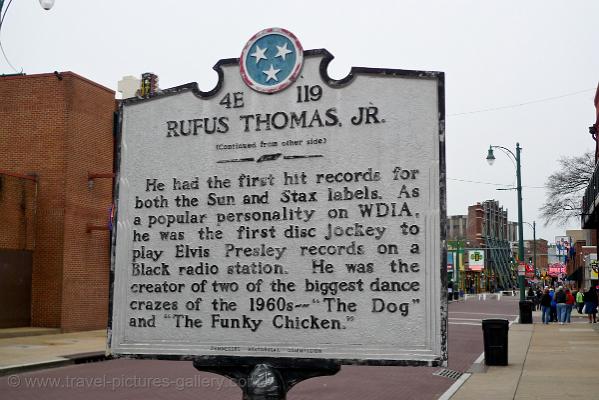 4E 119
RUFUS THOMAS, JR.
(Continued from other side)
He had the first hit records for
both the Sun and Stax labels. As
a popular personality on WDIA,
he was the first disc jockey to
play Elvis Presley records on a
Black radio station. He was the
creator of two of the biggest dance
crazes of the 1960s—"The Dog"
and "The Funky Chicken."
TENNESSEE HISTORICAL COMMISSION
© www.travel-pictures-gallery.com